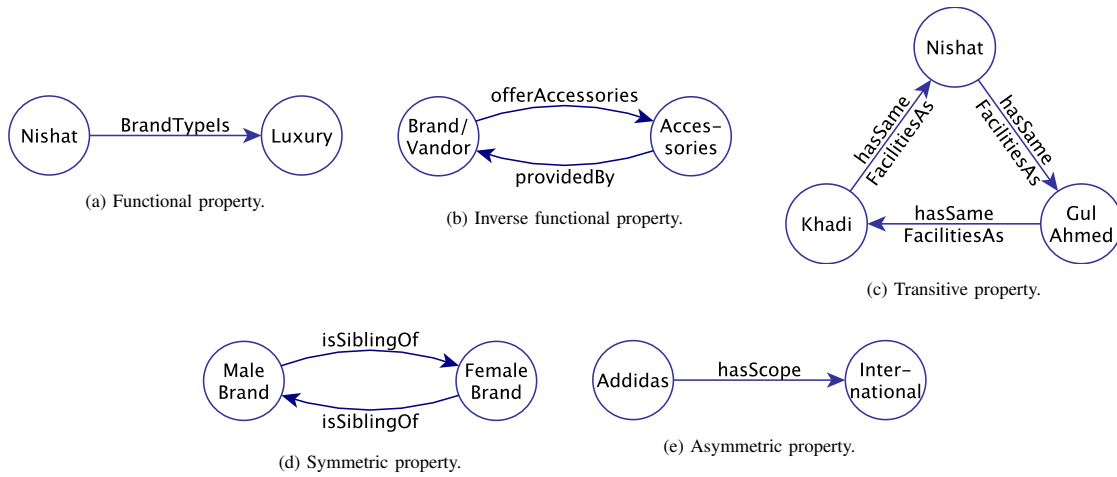 Nishat
BrandTypeIs
Luxury
(a) Functional property.
offerAccessories
Brand/
Vandor
Acces-
sories
providedBy
(b) Inverse functional property.
Nishat
hasSame
FacilitiesAs
hasSame
FacilitiesAs
Khadi
hasSame
FacilitiesAs
Gul
Ahmed
(c) Transitive property.
isSiblingOf
Male
Brand
Female
Brand
isSiblingOf
(d) Symmetric property.
Addidas
hasScope
Inter-
national
(e) Asymmetric property.